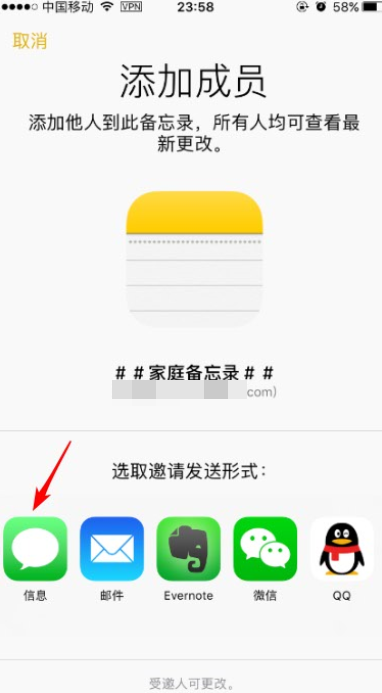 中国移动 VPN 23:58 58%
取消
添加成员
添加他人到此备忘录，所有人均可查看最
新更改。
##家庭备忘录##
com)
选取邀请发送形式：
信息 邮件 Evernote 微信 QQ
受邀人可更改。